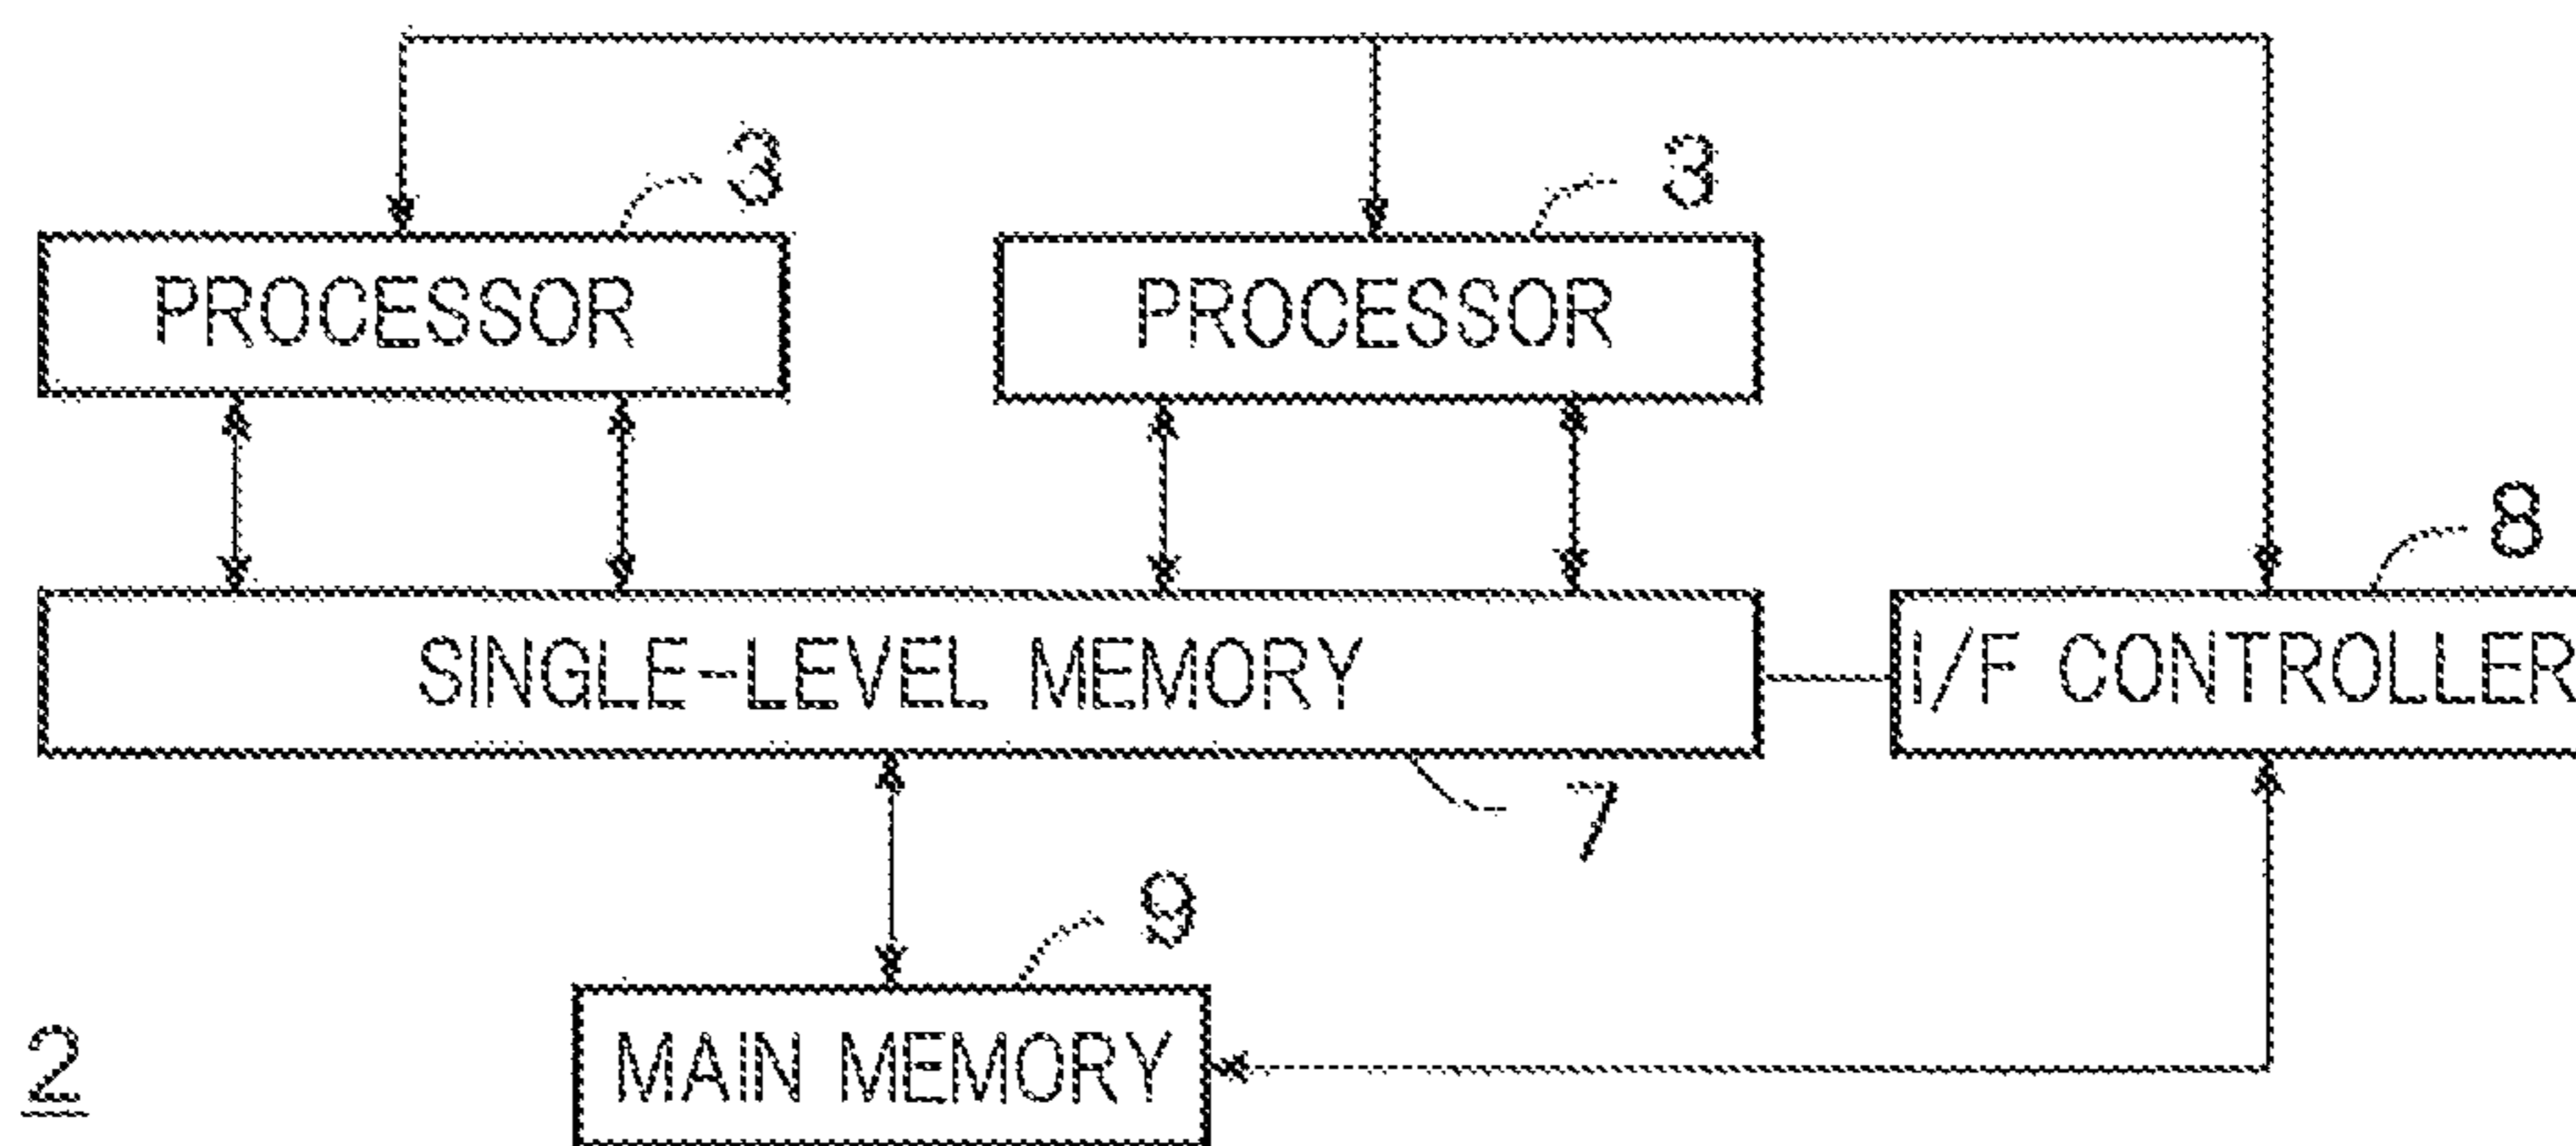 3 3
PROCESSOR PROCESSOR
8
SINGLE-LEVEL MEMORY I/F CONTROLLER
7
9
MAIN MEMORY
2